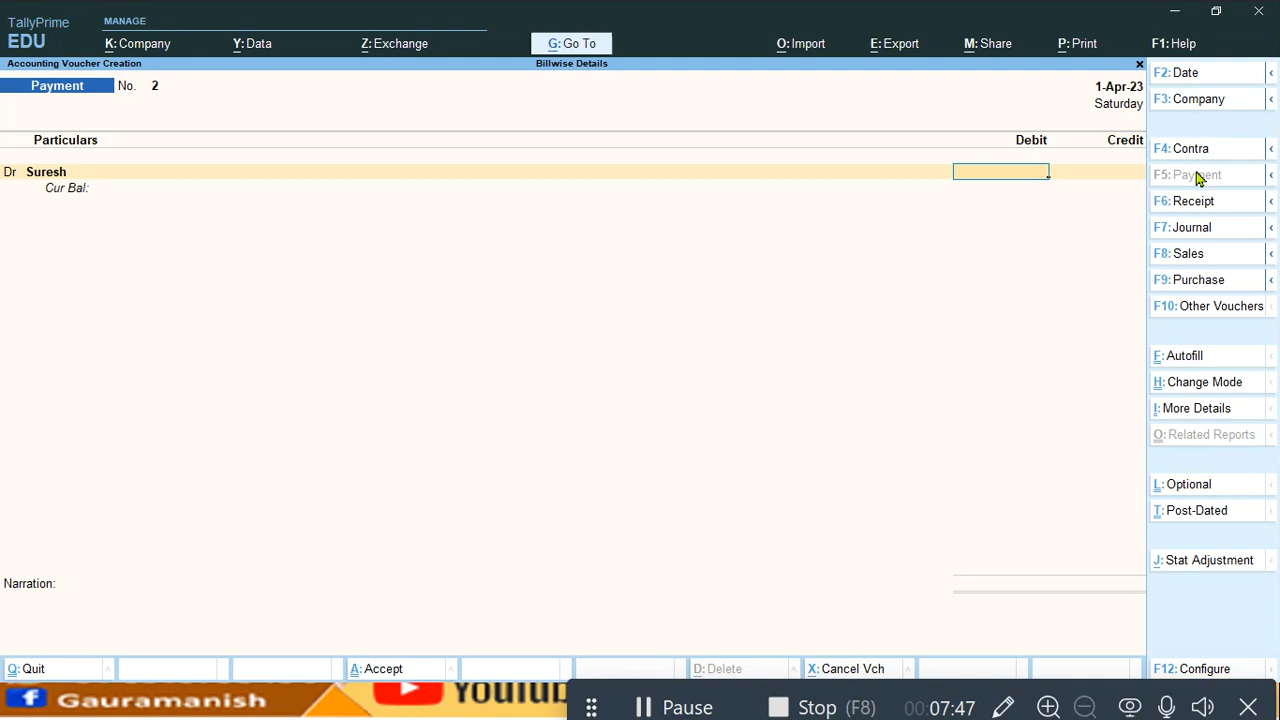 TallyPrime
EDU
MANAGE
K: Company
Y: Data
Z: Exchange
G: Go To
O: Import
E: Export
M: Share
P: Print
F1: Help
Accounting Voucher Creation
Billwise Details
Payment No. 2
1-Apr-23
Saturday
Particulars
Debit
Credit
Dr Suresh
Cur Bal:
Narration:
F2: Date
F3: Company
F4: Contra
F5: Payment
F6: Receipt
F7: Journal
F8: Sales
F9: Purchase
F10: Other Vouchers
F: Autofill
H: Change Mode
I: More Details
O: Related Reports
L: Optional
T: Post-Dated
J: Stat Adjustment
Q: Quit
A: Accept
D: Delete
X: Cancel Vch
F12: Configure
f Gauramanish
Pause
Stop (F8)
00:07:47